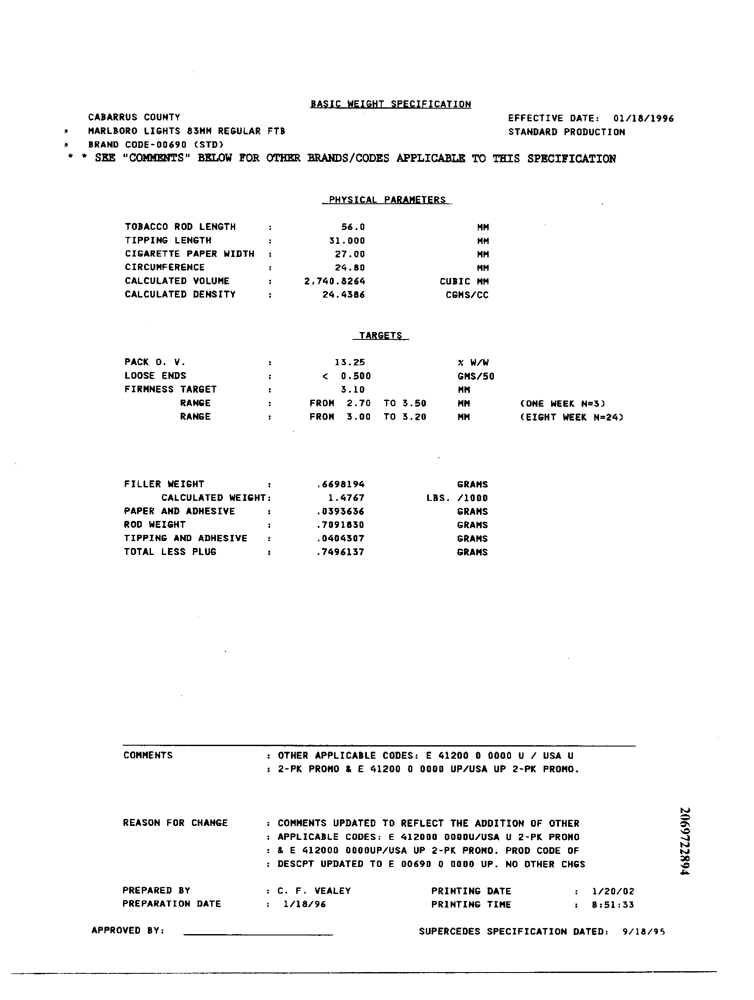 BASIC WEIGHT SPECIFICATION
CABARRUS COUNTY EFFECTIVE DATE: 01/18/1996
* MARLBORO LIGHTS 83MM REGULAR FTB STANDARD PRODUCTION
* BRAND CODE-00690 (STD)
* * SEE "COMMENTS" BELOW FOR OTHER BRANDS/CODES APPLICABLE TO THIS SPECIFICATION
PHYSICAL PARAMETERS
TOBACCO ROD LENGTH : 56.0 MM
TIPPING LENGTH : 31.000 MM
CIGARETTE PAPER WIDTH : 27.00 MM
CIRCUMFERENCE : 24.80 MM
CALCULATED VOLUME : 2,740.8264 CUBIC MM
CALCULATED DENSITY : 24.4386 CGMS/CC
TARGETS
PACK O. V. : 13.25 % W/W
LOOSE ENDS : < 0.500 GMS/50
FIRMNESS TARGET : 3.10 MM
RANGE : FROM 2.70 TO 3.50 MM (ONE WEEK N=3)
RANGE : FROM 3.00 TO 3.20 MM (EIGHT WEEK N=24)
FILLER WEIGHT : .6698194 GRAMS
CALCULATED WEIGHT: 1.4767 LBS. /1000
PAPER AND ADHESIVE : .0393636 GRAMS
ROD WEIGHT : .7091830 GRAMS
TIPPING AND ADHESIVE : .0404307 GRAMS
TOTAL LESS PLUG : .7496137 GRAMS
COMMENTS : OTHER APPLICABLE CODES: E 41200 0 0000 U / USA U
: 2-PK PROMO & E 41200 0 0000 UP/USA UP 2-PK PROMO.
REASON FOR CHANGE : COMMENTS UPDATED TO REFLECT THE ADDITION OF OTHER
: APPLICABLE CODES: E 412000 0000U/USA U 2-PK PROMO
: & E 412000 0000UP/USA UP 2-PK PROMO. PROD CODE OF
: DESCPT UPDATED TO E 00690 0 0000 UP. NO OTHER CHGS
PREPARED BY : C. F. VEALEY PRINTING DATE : 1/20/02
PREPARATION DATE : 1/18/96 PRINTING TIME : 8:51:33
APPROVED BY: SUPERCEDES SPECIFICATION DATED: 9/18/95
2069722894